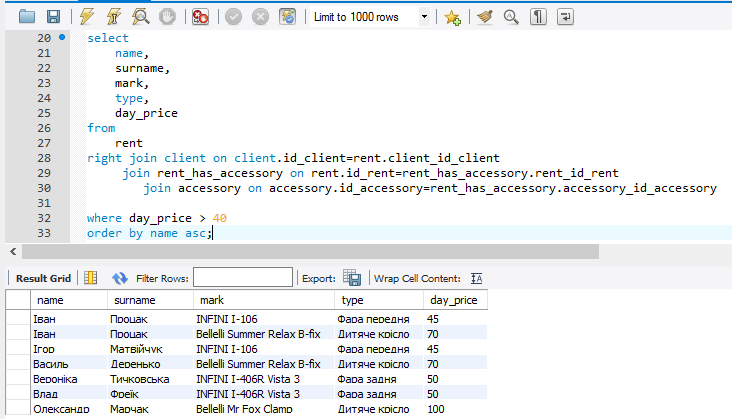 Limit to 1000 rows
20 select
21 name,
22 surname,
23 mark,
24 type,
25 day_price
26 from
27 rent
28 right join client on client.id_client=rent.client_id_client
29 join rent_has_accessory on rent.id_rent=rent_has_accessory.rent_id_rent
30 join accessory on accessory.id_accessory=rent_has_accessory.accessory_id_accessory
31
32 where day_price > 40
33 order by name asc;
Result Grid Filter Rows: Export: Wrap Cell Content:
name surname mark type day_price
Іван Процак INFINI I-106 Фара передня 45
Іван Процак Bellelli Summer Relax B-fix Дитяче крісло 70
Ігор Матвійчук INFINI I-106 Фара передня 45
Василь Деренько Bellelli Summer Relax B-fix Дитяче крісло 70
Вероніка Тичковська INFINI I-406R Vista 3 Фара задня 50
Влад Фреїк INFINI I-406R Vista 3 Фара задня 50
Олександр Марчак Bellelli Mr Fox Clamp Дитяче крісло 100